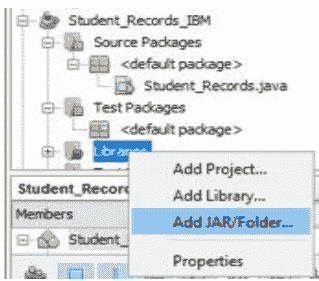 Student_Records_IBM
Source Packages
<default package>
Student_Records.java
Test Packages
<default package>
Libraries
Add Project...
Add Library...
Add JAR/Folder...
Properties
Student_Recor
Members
Student_